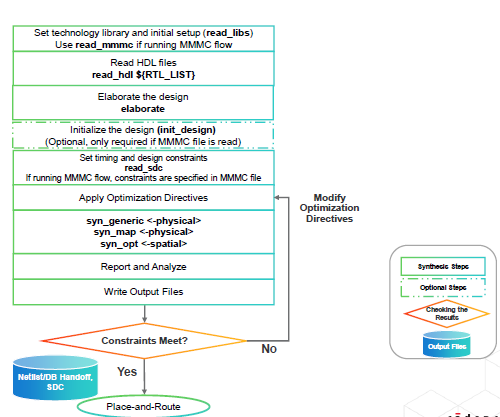 Set technology library and initial setup (read_libs)
Use read_mmmc if running MMMC flow
Read HDL files
read_hdl ${RTL_LIST}
Elaborate the design
elaborate
Initialize the design (init_design)
(Optional, only required if MMMC file is read)
Set timing and design constraints
read_sdc
If running MMMC flow, constraints are specified in MMMC file
Apply Optimization Directives
Modify
Optimization
Directives
syn_generic <-physical>
syn_map <-physical>
syn_opt <-spatial>
Report and Analyze
Write Output Files
Constraints Meet?
No
Yes
Netlist/DB Handoff,
SDC
Place-and-Route
Synthesis Steps
Optional Steps
Checking the
Results
Output Files